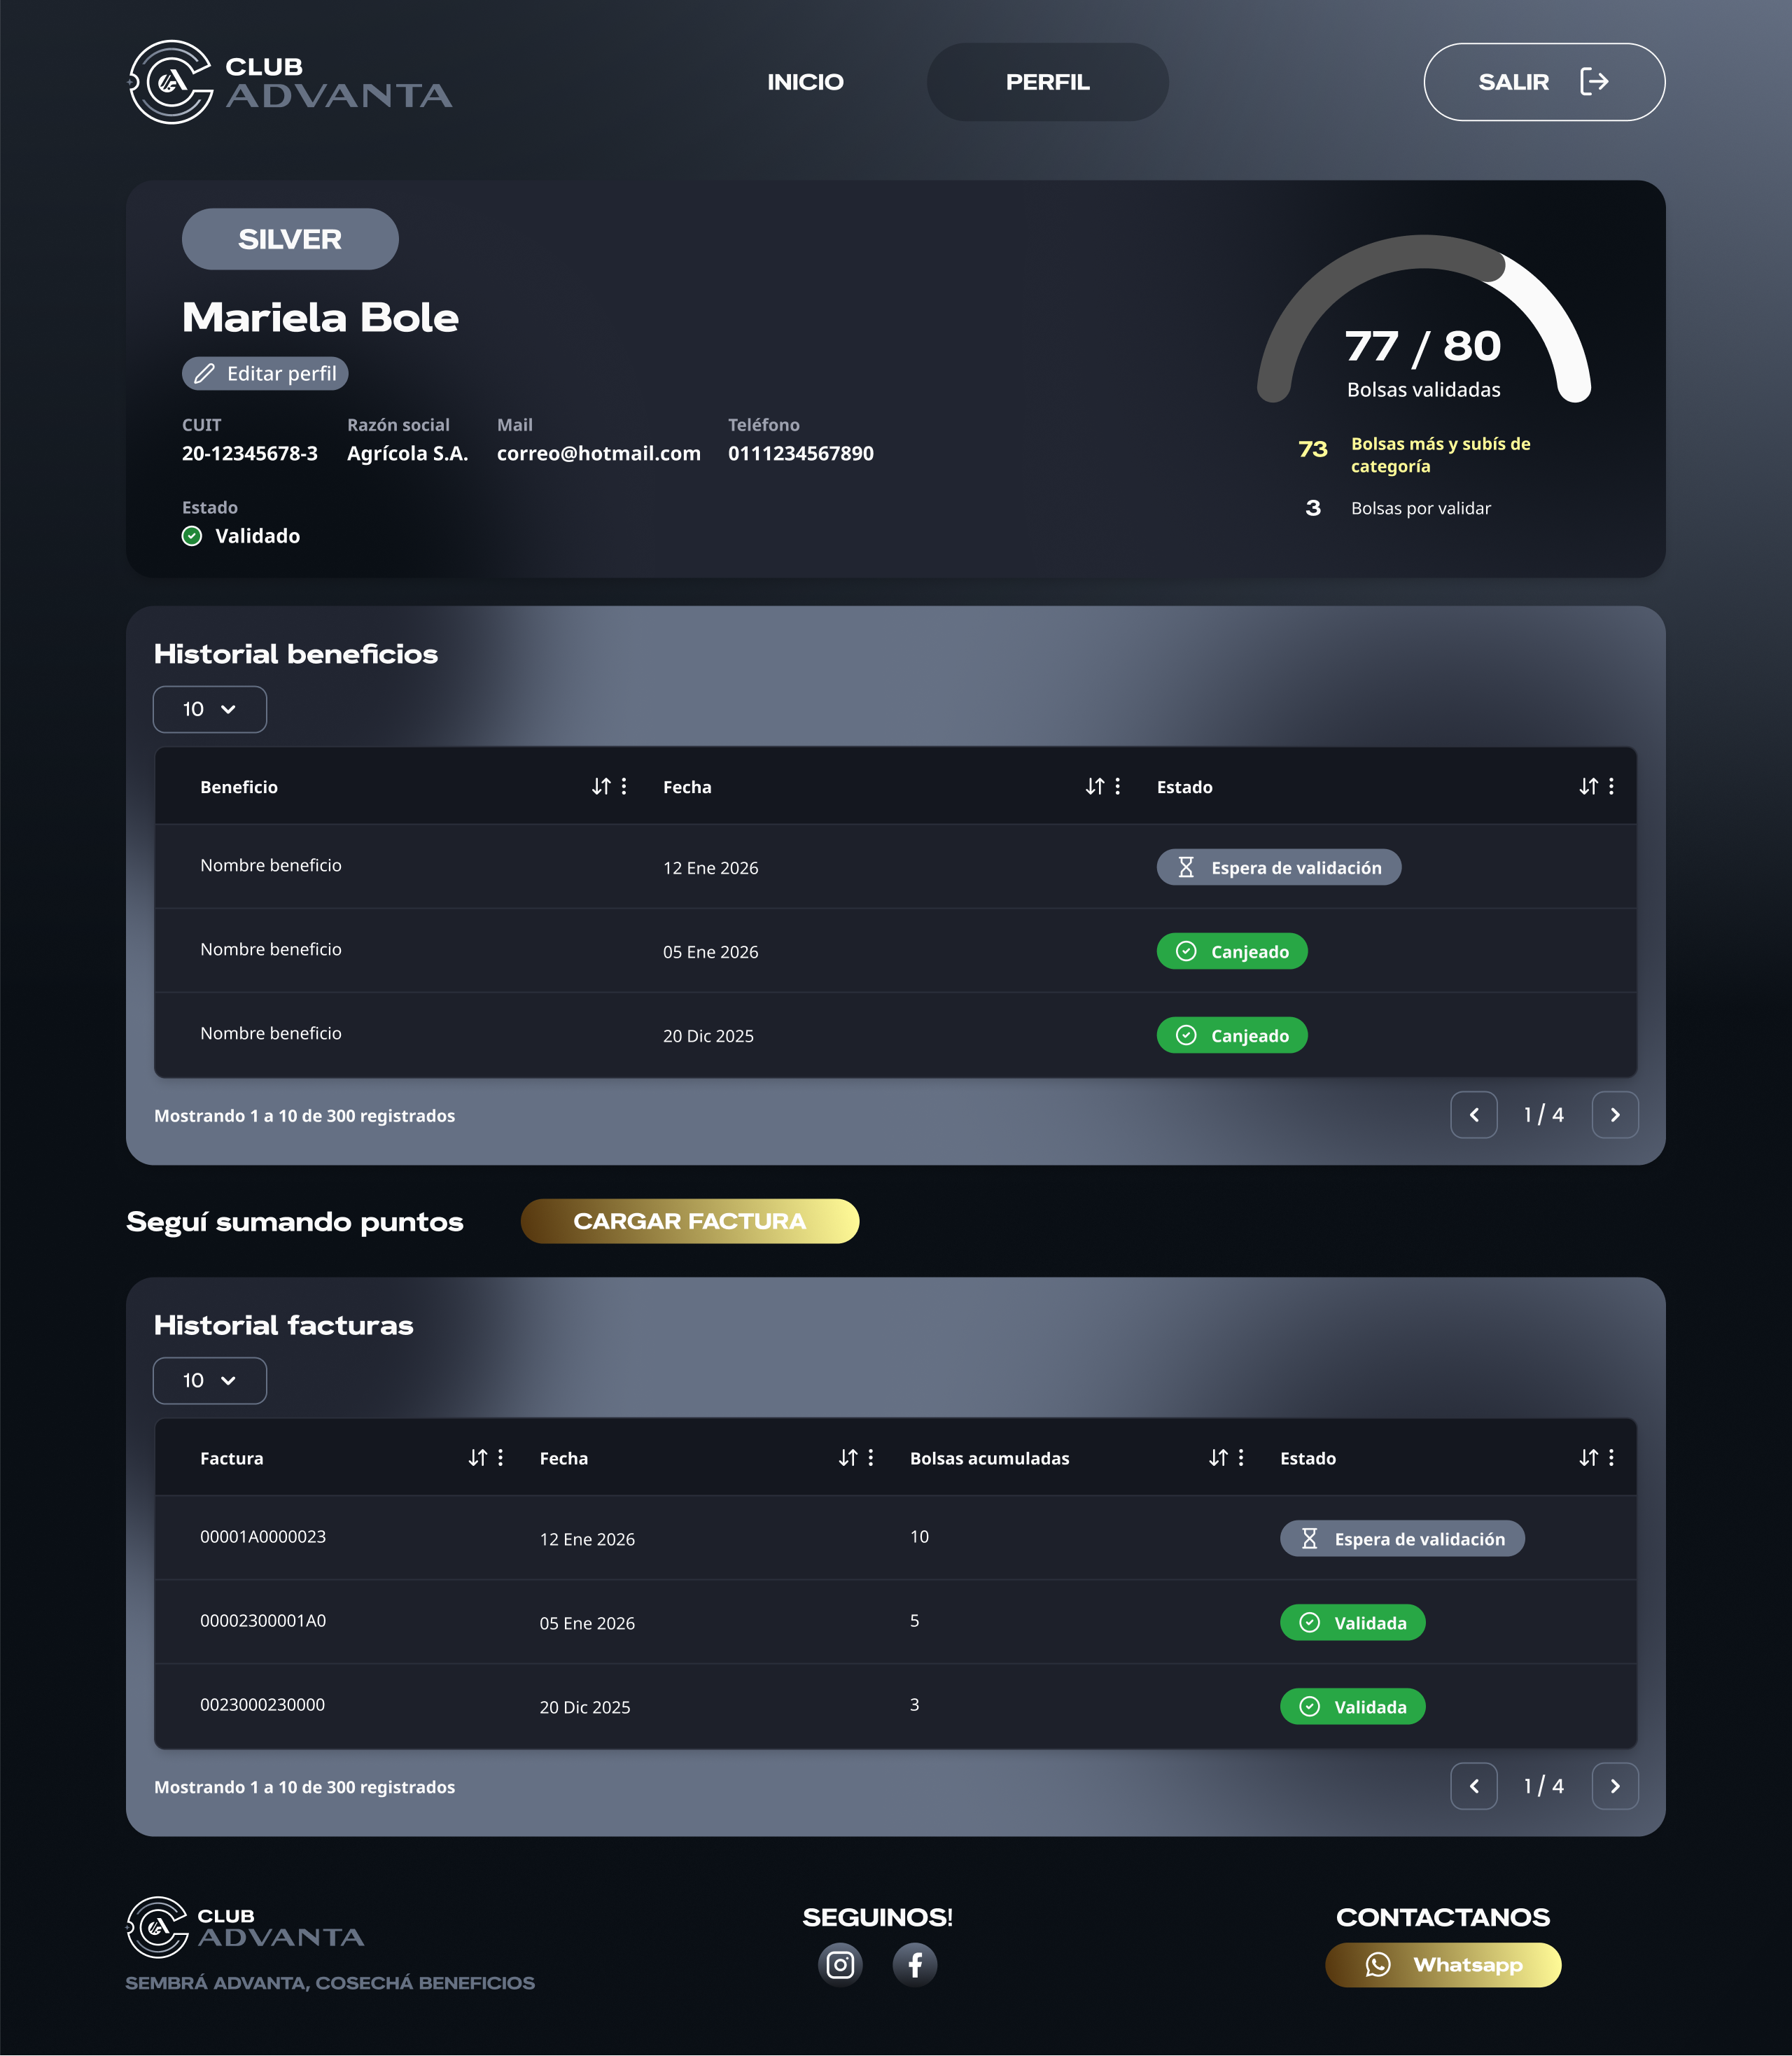 CLUB
ADVANTA
INICIO
PERFIL
SALIR
SILVER
Mariela Bole
Editar perfil
CUIT
20-12345678-3
Razón social
Agrícola S.A.
Mail
correo@hotmail.com
Teléfono
0111234567890
Estado
Validado
77 / 80
Bolsas validadas
73 Bolsas más y subís de
categoría
3 Bolsas por validar
Historial beneficios
10
Beneficio Fecha Estado
Nombre beneficio 12 Ene 2026 Espera de validación
Nombre beneficio 05 Ene 2026 Canjeado
Nombre beneficio 20 Dic 2025 Canjeado
Mostrando 1 a 10 de 300 registrados 1 / 4
Seguí sumando puntos CARGAR FACTURA
Historial facturas
10
Factura Fecha Bolsas acumuladas Estado
00001A0000023 12 Ene 2026 10 Espera de validación
00002300001A0 05 Ene 2026 5 Validada
0023000230000 20 Dic 2025 3 Validada
Mostrando 1 a 10 de 300 registrados 1 / 4
CLUB
ADVANTA
SEMBRÁ ADVANTA, COSECHÁ BENEFICIOS
SEGUINOS!
CONTACTANOS
Whatsapp